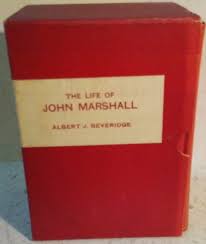 THE LIFE OF
JOHN MARSHALL
ALBERT J. BEVERIDGE